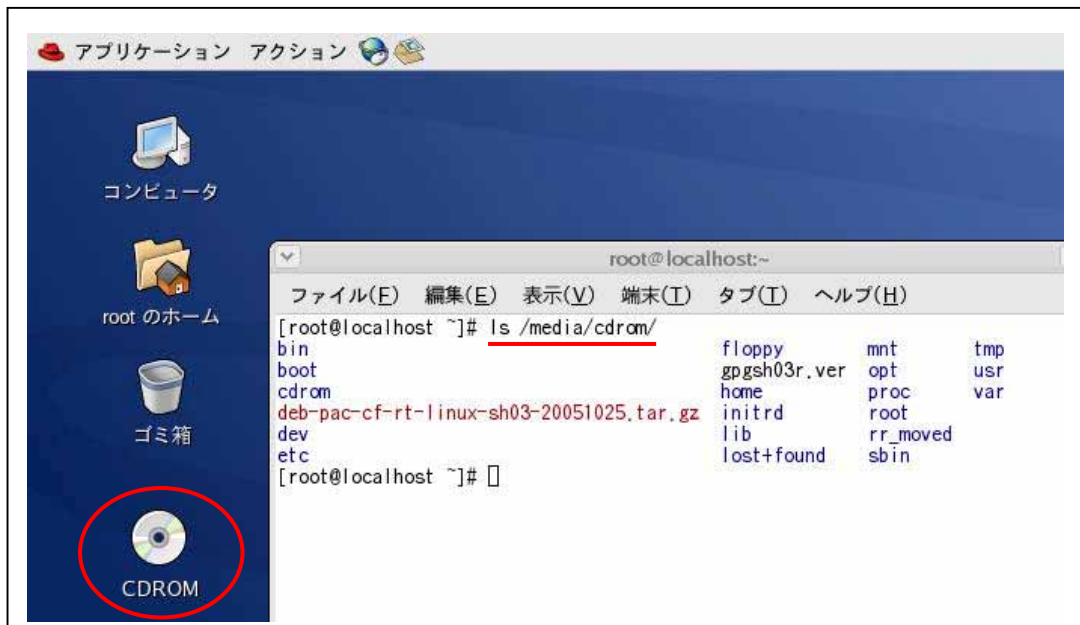 アプリケーション アクション
コンピュータ
root のホーム
ゴミ箱
CDROM
root@localhost:~
ファイル(F) 編集(E) 表示(V) 端末(T) タブ(T) ヘルプ(H)
[root@localhost ~]# ls /media/cdrom/
bin floppy mnt tmp
boot gpgsh03r.ver opt usr
cdrom home proc var
deb-pac-cf-rt-linux-sh03-20051025.tar.gz initrd root
dev lib rr_moved
etc lost+found sbin
[root@localhost ~]#